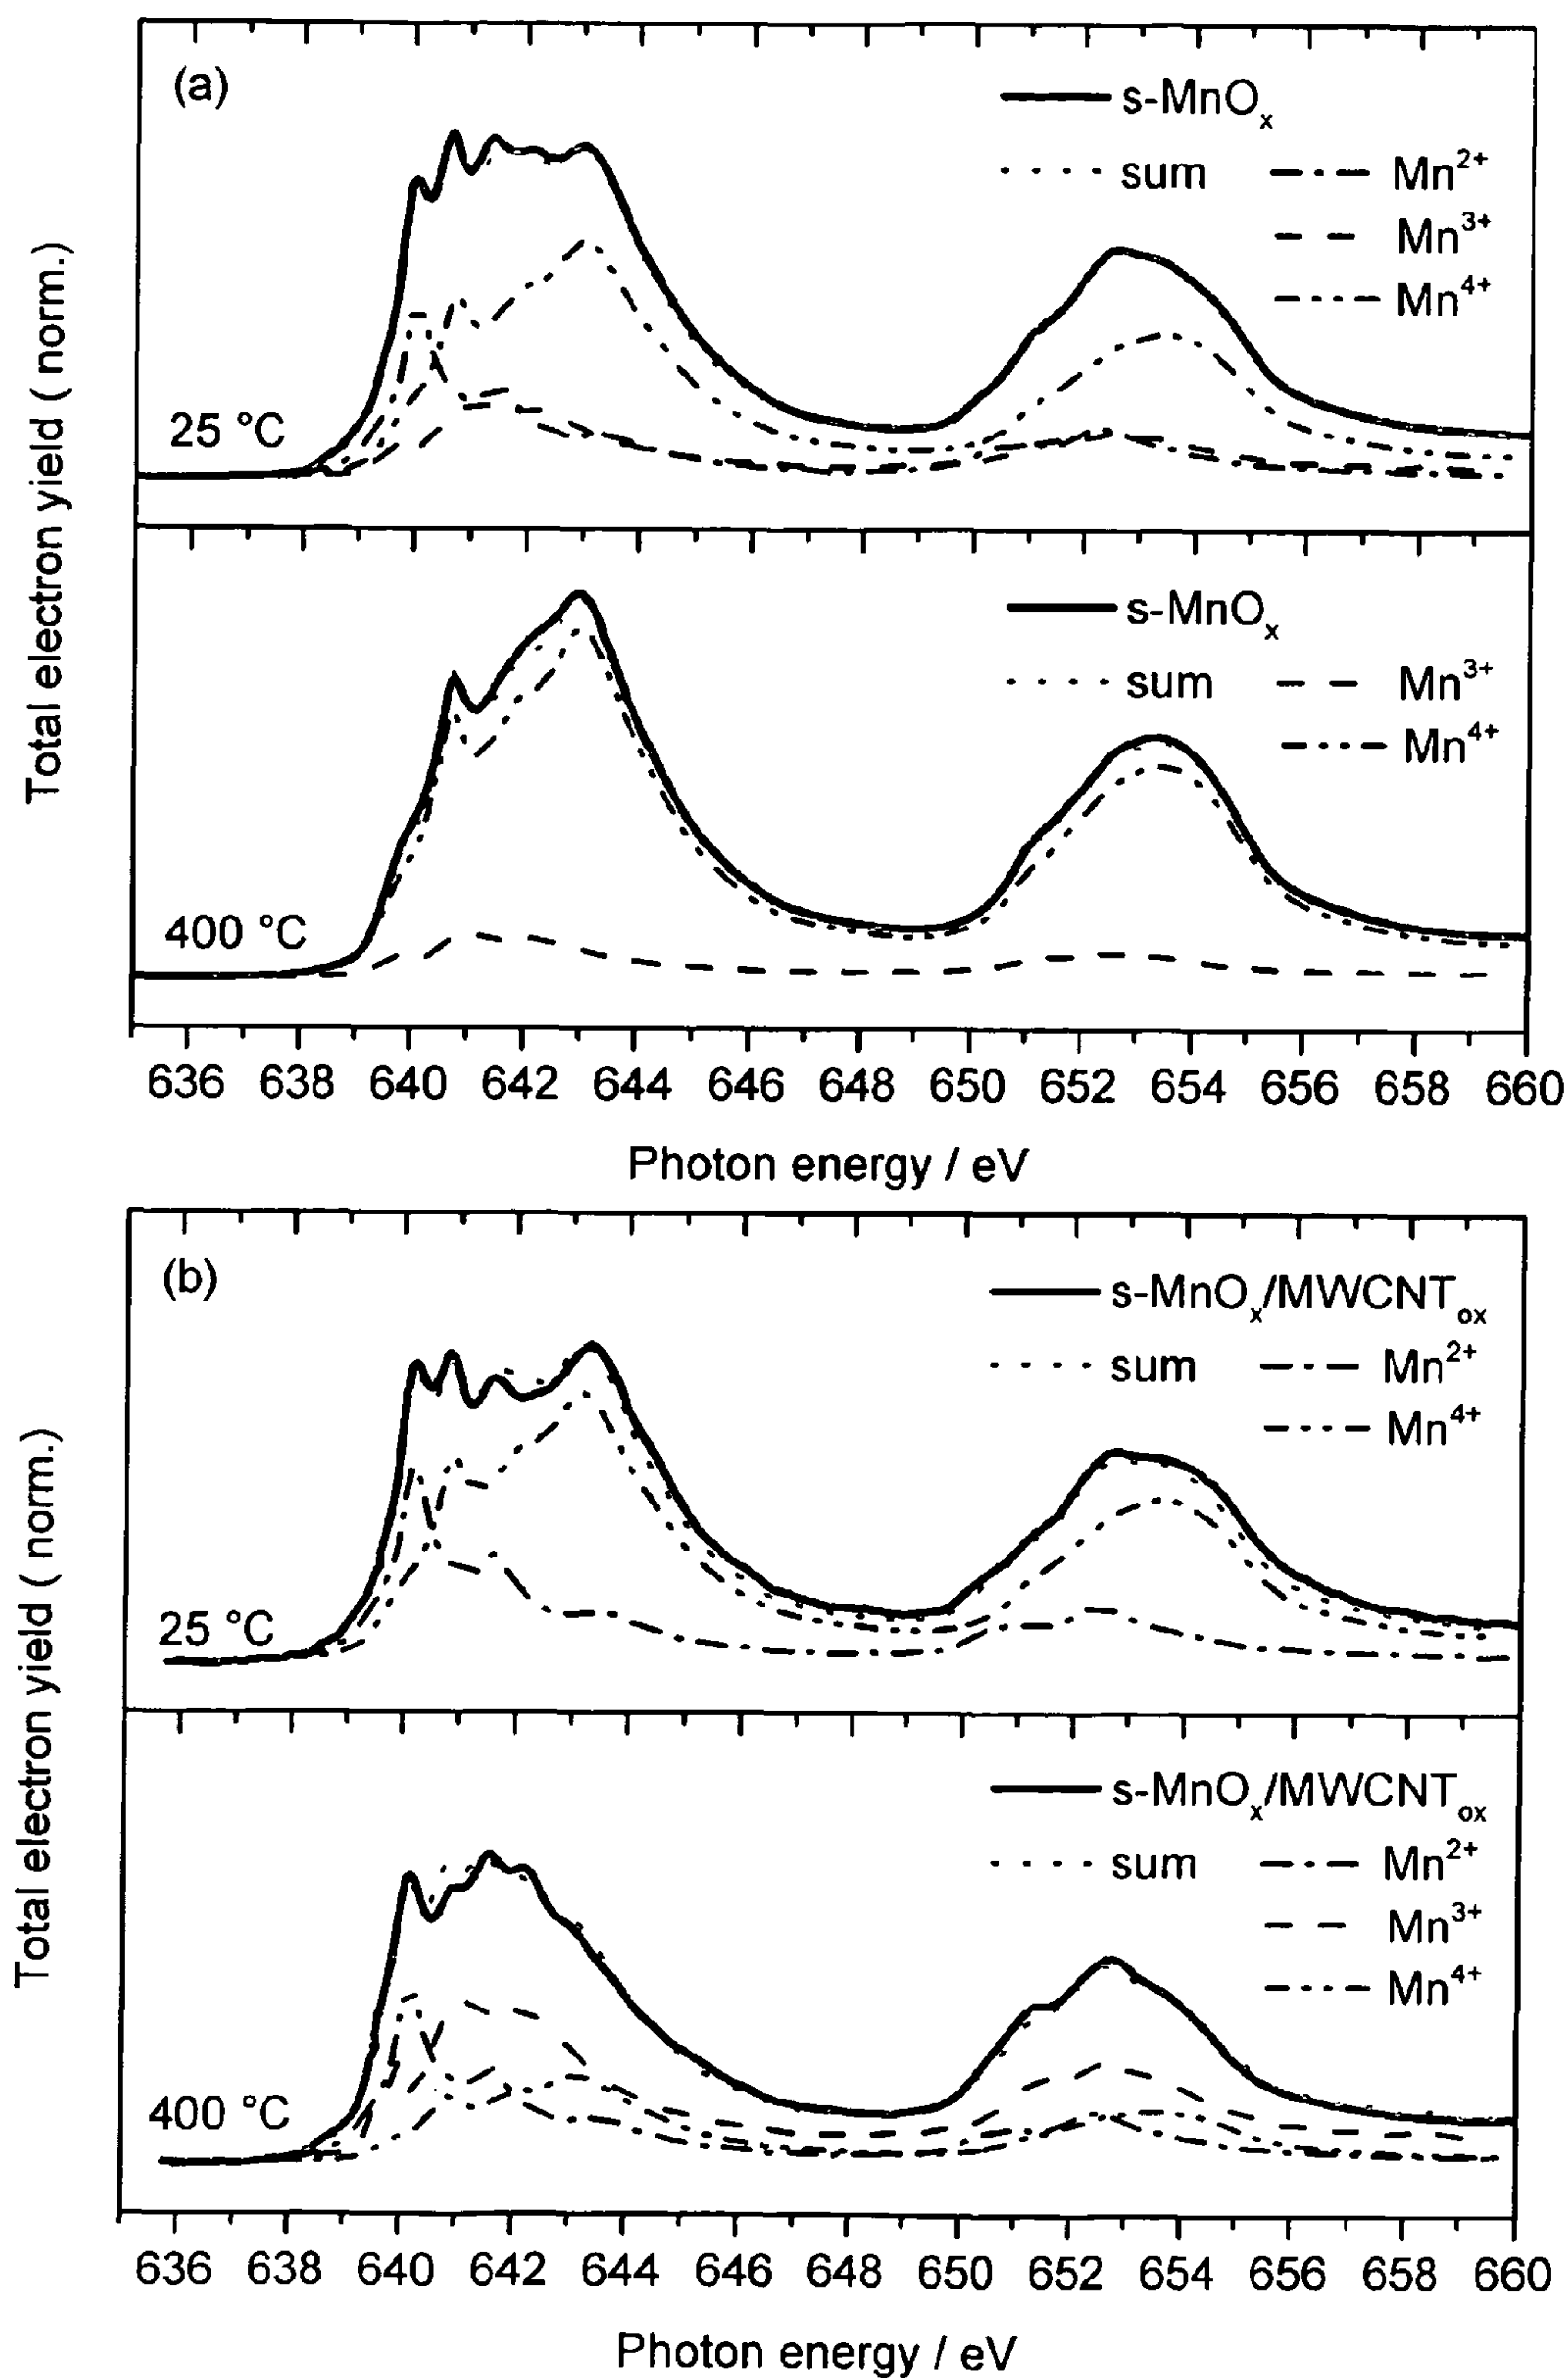 (a)
s-MnOₓ
sum
Mn²⁺
Mn³⁺
Mn⁴⁺
25 °C
s-MnOₓ
sum
Mn³⁺
Mn⁴⁺
400 °C
Total electron yield ( norm.)
636 638 640 642 644 646 648 650 652 654 656 658 660
Photon energy / eV
(b)
s-MnOₓ/MWCNTₒₓ
sum
Mn²⁺
Mn⁴⁺
25 °C
s-MnOₓ/MWCNTₒₓ
sum
Mn²⁺
Mn³⁺
Mn⁴⁺
400 °C
Total electron yield ( norm.)
636 638 640 642 644 646 648 650 652 654 656 658 660
Photon energy / eV